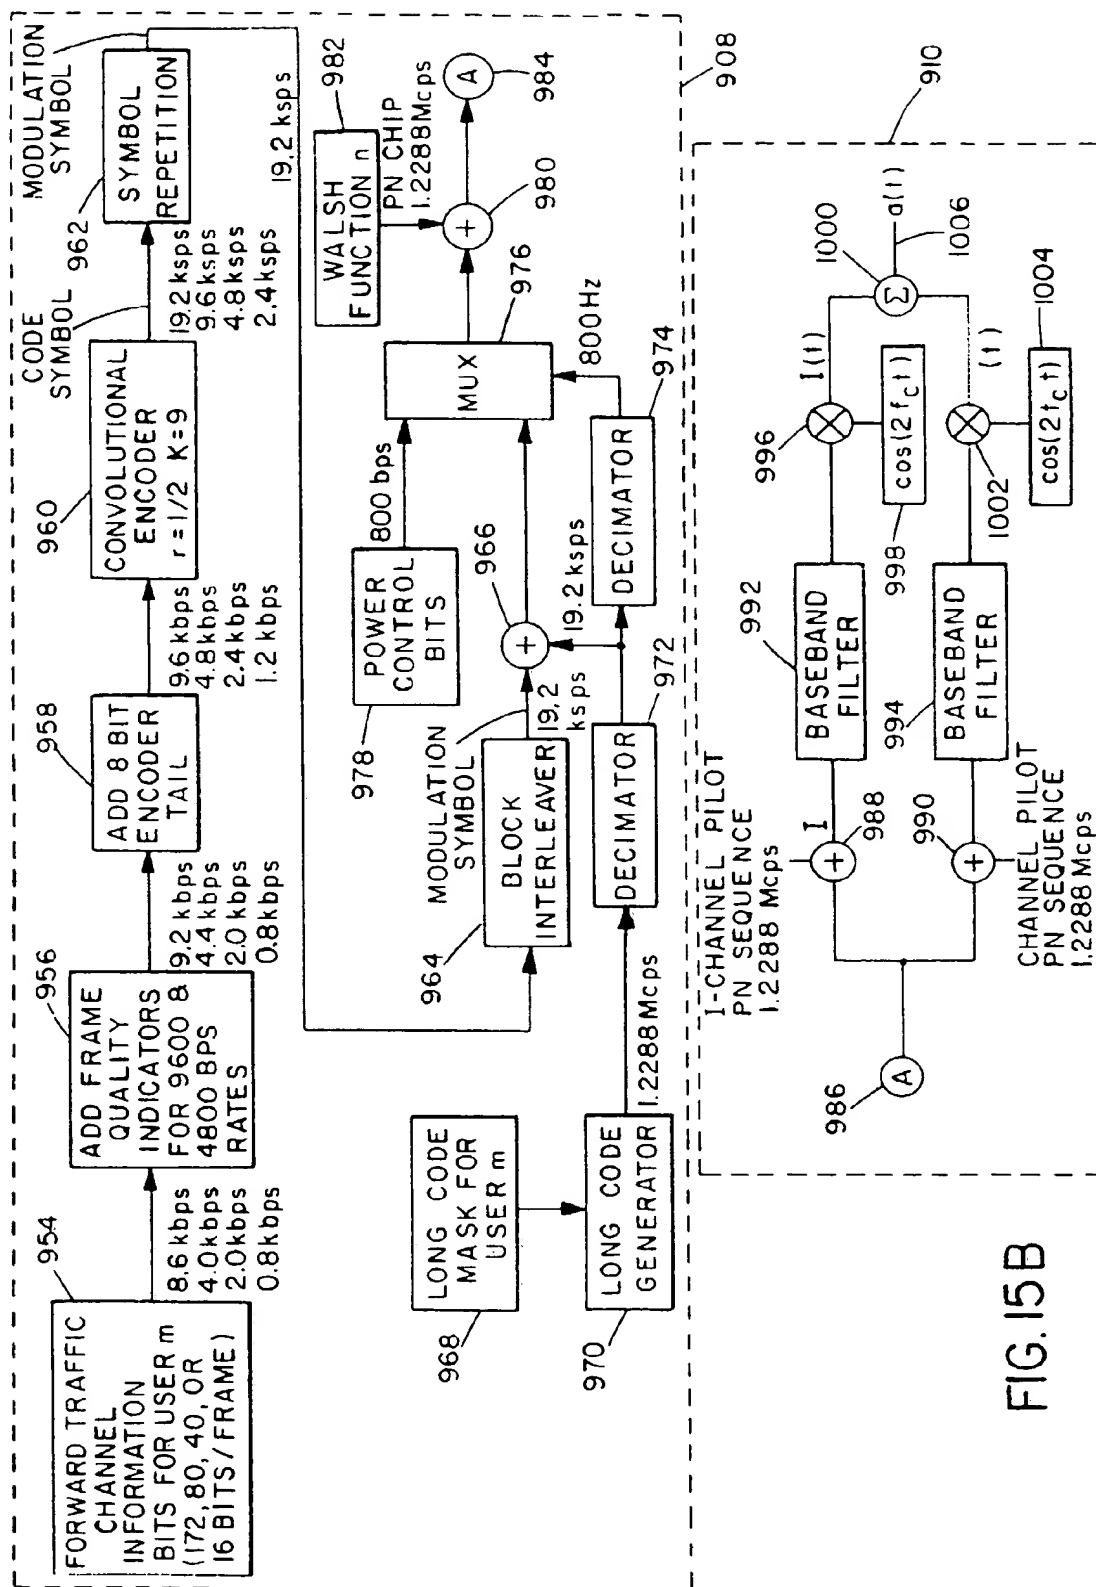 954
FORWARD TRAFFIC
CHANNEL
INFORMATION
BITS FOR USER m
(172, 80, 40, OR
16 BITS / FRAME)
8.6 kbps
4.0 kbps
2.0 kbps
0.8 kbps
956
ADD FRAME
QUALITY
INDICATORS
FOR 9600 &
4800 BPS
RATES
9.2 kbps
4.4 kbps
2.0 kbps
0.8 kbps
958
ADD 8 BIT
ENCODER
TAIL
9.6 kbps
4.8 kbps
2.4 kbps
1.2 kbps
960
CONVOLUTIONAL
ENCODER
r = 1/2 K = 9
CODE
SYMBOL
19.2 ksps
9.6 ksps
4.8 ksps
2.4 ksps
962
SYMBOL
REPETITION
MODULATION
SYMBOL
19.2 ksps
964
BLOCK
INTERLEAVER
MODULATION
SYMBOL
19.2
ksps
966
+
978
POWER
CONTROL
BITS
800 bps
MUX
976
WALSH
FUNCTION n
982
PN CHIP
1.2288 Mcps
+
980
A
984
968
LONG CODE
MASK FOR
USER m
970
LONG CODE
GENERATOR
1.2288 Mcps
DECIMATOR
972
19.2 ksps
DECIMATOR
974
800 Hz
908
910
986
A
I-CHANNEL PILOT
PN SEQUENCE
1.2288 Mcps
I
+
988
992
BASEBAND
FILTER
996
I(t)
998
cos(2f_c t)
990
+
CHANNEL PILOT
PN SEQUENCE
1.2288 Mcps
994
BASEBAND
FILTER
1002
(t)
cos(2f_c t)
1004
Σ
1000
a(t)
1006
FIG. 15B